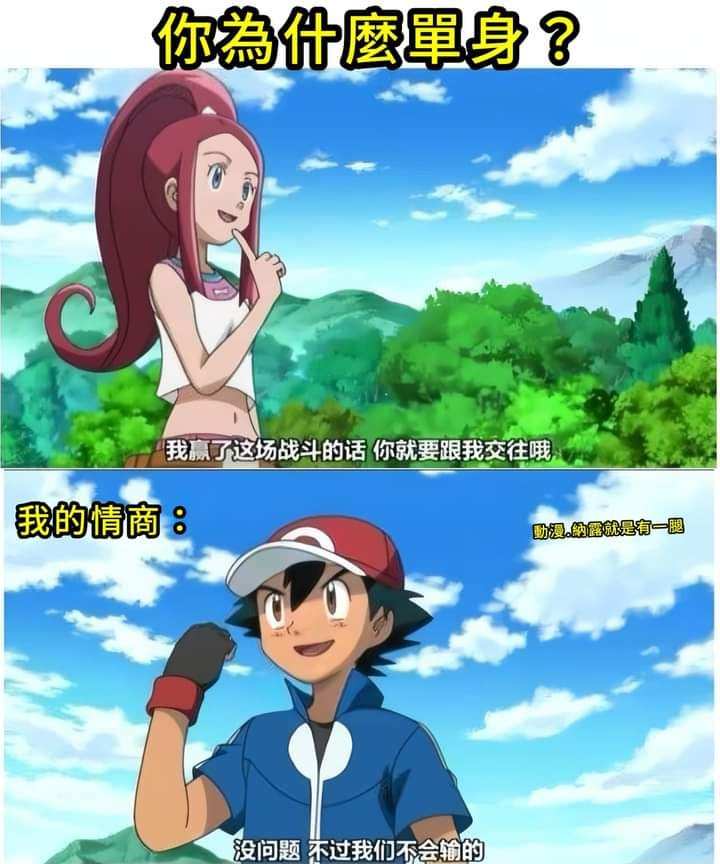 你為什麼單身？
我赢了这场战斗的话 你就要跟我交往哦
我的情商：
動漫.納露就是有一腿
没问题 不过我们不会输的